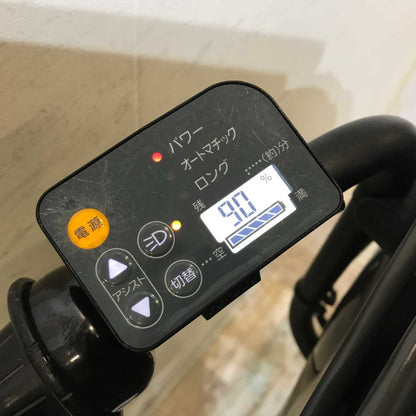 パワー
オートマチック
ロング
……(約)分
残
90 %
空
満
電源
アシスト
切替